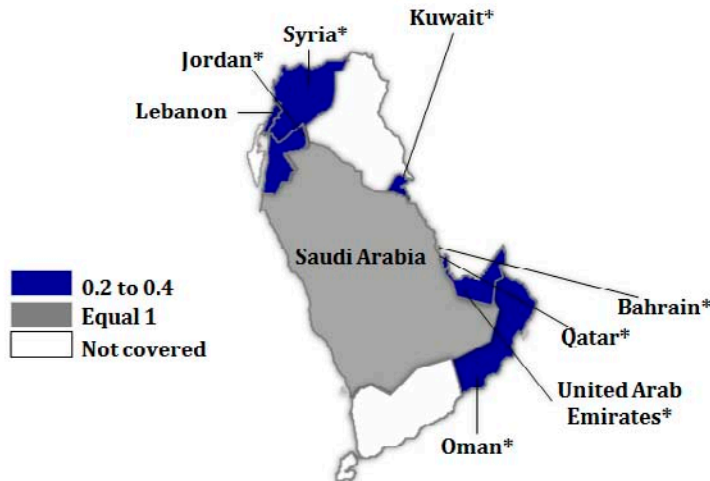 Kuwait*
Syria*
Jordan*
Lebanon
Saudi Arabia
0.2 to 0.4
Equal 1
Not covered
Bahrain*
Qatar*
United Arab
Emirates*
Oman*